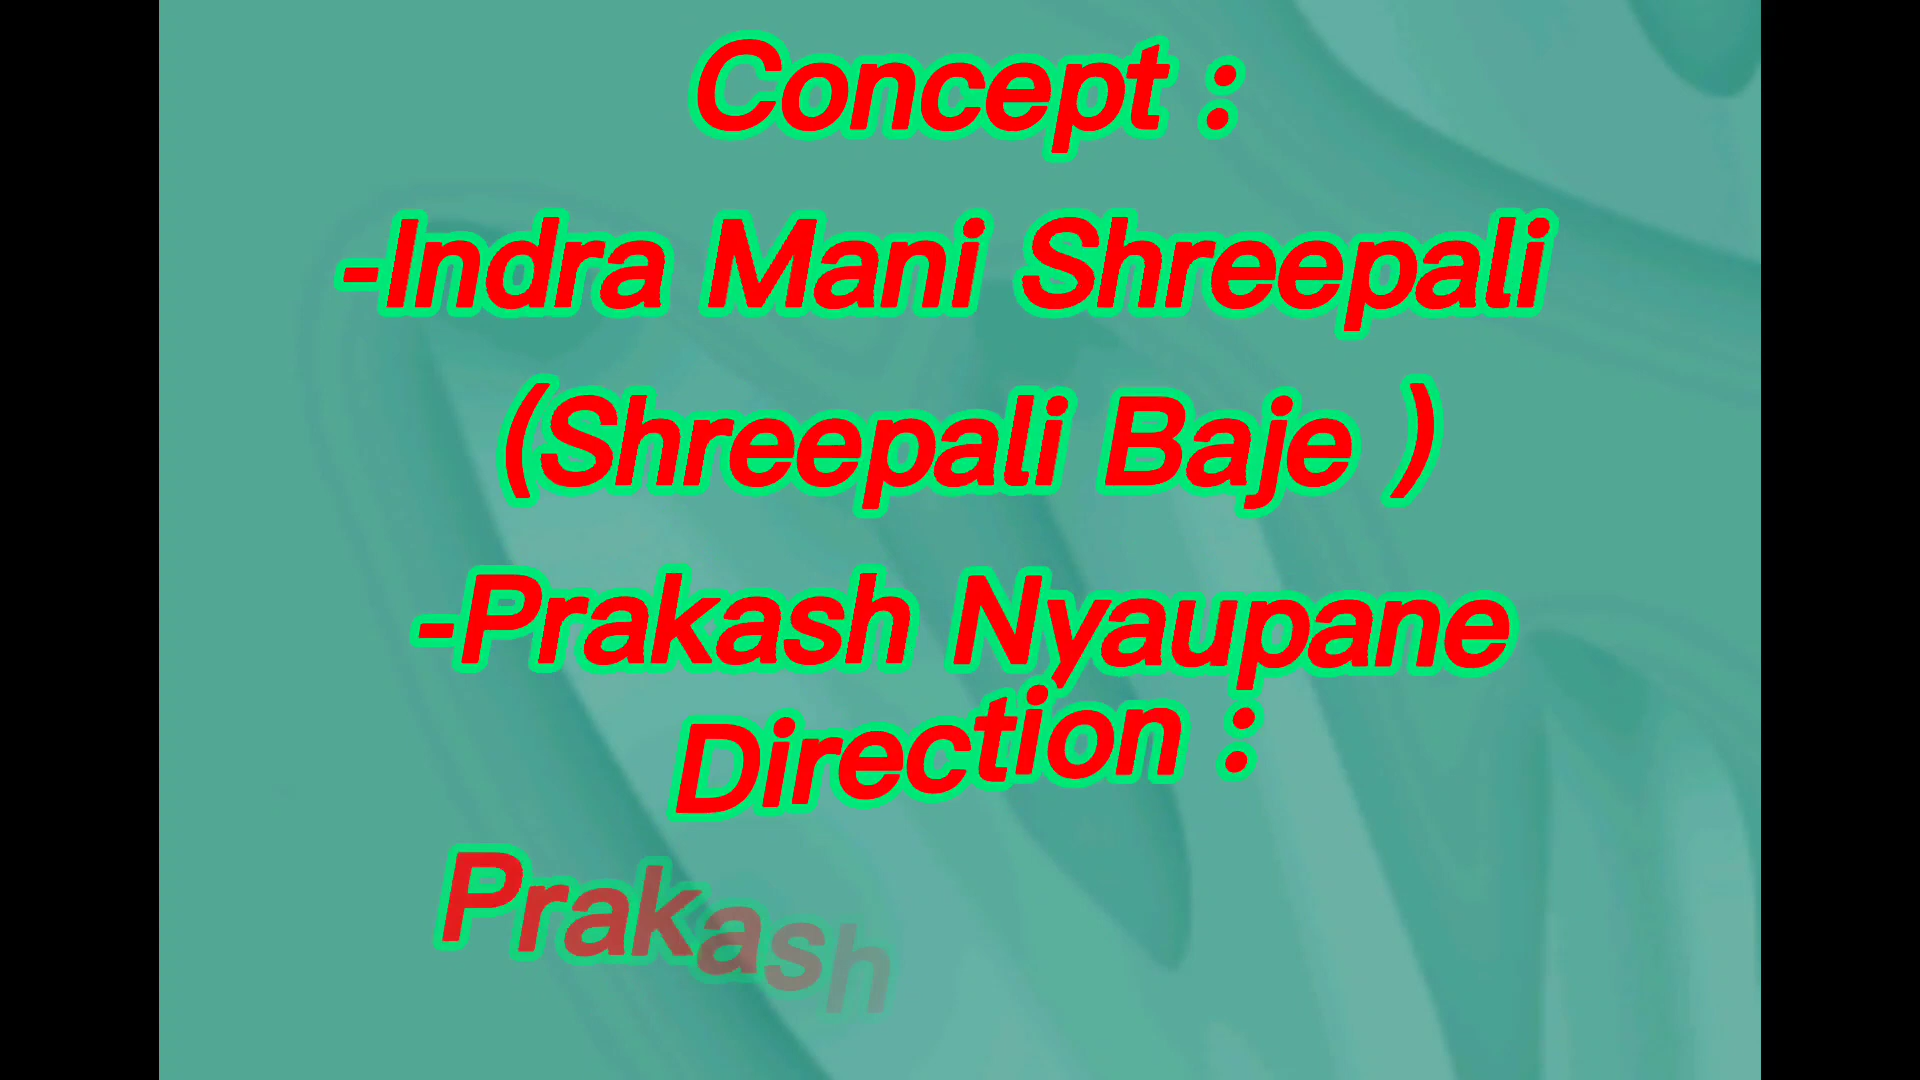 Concept :
-Indra Mani Shreepali
(Shreepali Baje )
-Prakash Nyaupane
Direction :
Prakash